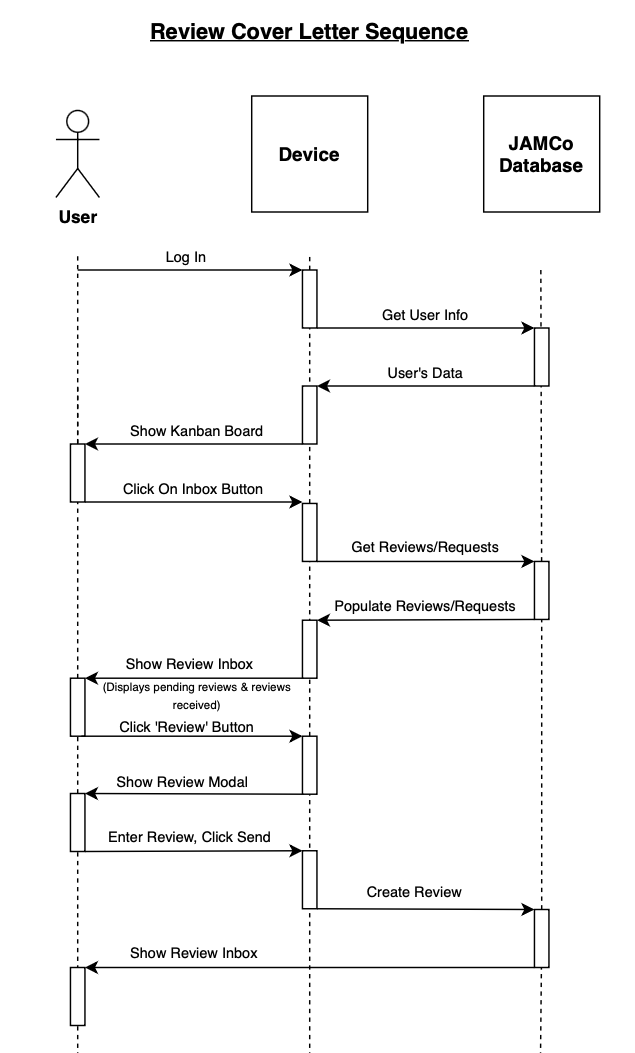 Review Cover Letter Sequence
User
Device
JAMCo
Database
Log In
Get User Info
User's Data
Show Kanban Board
Click On Inbox Button
Get Reviews/Requests
Populate Reviews/Requests
Show Review Inbox
(Displays pending reviews & reviews
received)
Click 'Review' Button
Show Review Modal
Enter Review, Click Send
Create Review
Show Review Inbox